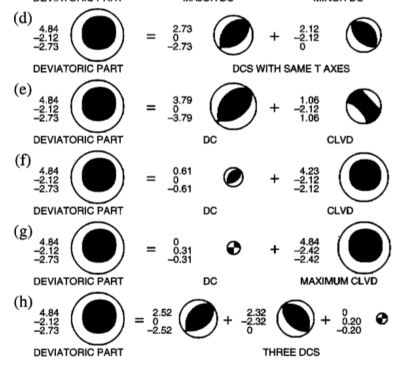 DEVIATORIC PART MAJOR DC MINOR DC
(d) 4.84 2.73 2.12
-2.12 = 0 + -2.12
-2.73 -2.73 0
DEVIATORIC PART DCS WITH SAME T AXES
(e) 4.84 3.79 1.06
-2.12 = 0 + -2.12
-2.73 -3.79 1.06
DEVIATORIC PART DC CLVD
(f) 4.84 0.61 4.23
-2.12 = 0 + -2.12
-2.73 -0.61 -2.12
DEVIATORIC PART DC CLVD
(g) 4.84 0 4.84
-2.12 = 0.31 + -2.42
-2.73 -0.31 -2.42
DEVIATORIC PART DC MAXIMUM CLVD
(h) 4.84 2.52 2.32 0
-2.12 = 0 + -2.32 + 0.20
-2.73 -2.52 0 -0.20
DEVIATORIC PART THREE DCS